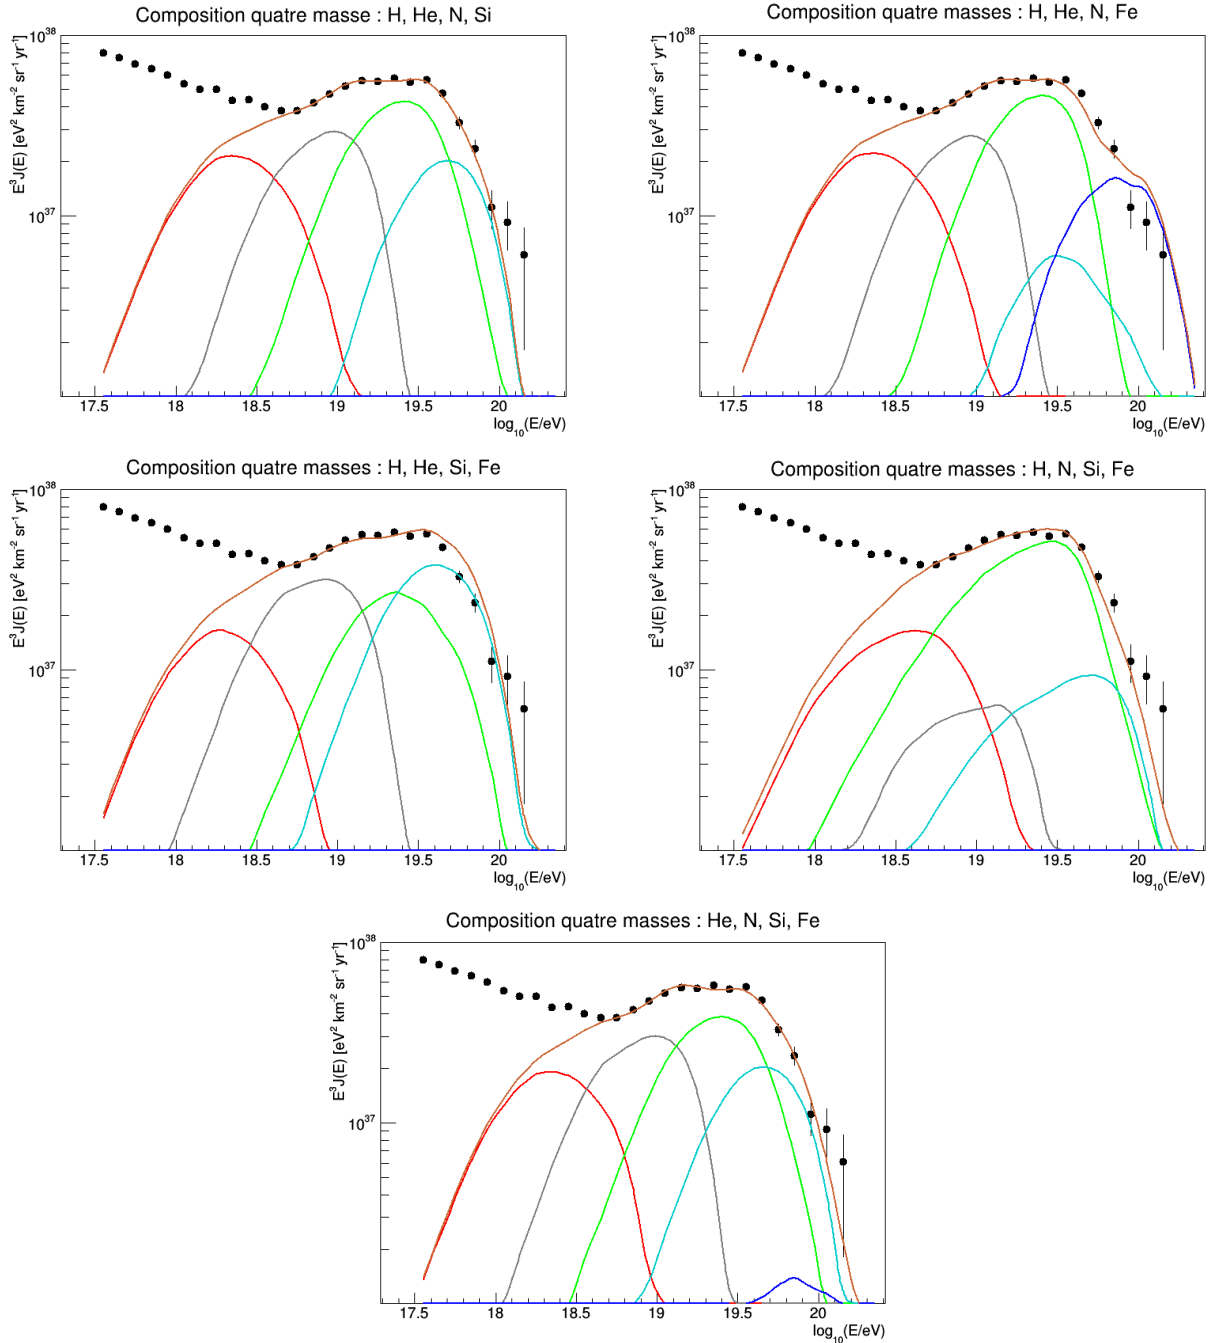 Composition quatre masse : H, He, N, Si
E³J(E) [eV² km⁻² sr⁻¹ yr⁻¹]
10³⁸
10³⁷
17.5 18 18.5 19 19.5 20
log₁₀(E/eV)
Composition quatre masses : H, He, N, Fe
E³J(E) [eV² km⁻² sr⁻¹ yr⁻¹]
10³⁸
10³⁷
17.5 18 18.5 19 19.5 20
log₁₀(E/eV)
Composition quatre masses : H, He, Si, Fe
E³J(E) [eV² km⁻² sr⁻¹ yr⁻¹]
10³⁸
10³⁷
17.5 18 18.5 19 19.5 20
log₁₀(E/eV)
Composition quatre masses : H, N, Si, Fe
E³J(E) [eV² km⁻² sr⁻¹ yr⁻¹]
10³⁸
10³⁷
17.5 18 18.5 19 19.5 20
log₁₀(E/eV)
Composition quatre masses : He, N, Si, Fe
E³J(E) [eV² km⁻² sr⁻¹ yr⁻¹]
10³⁸
10³⁷
17.5 18 18.5 19 19.5 20
log₁₀(E/eV)